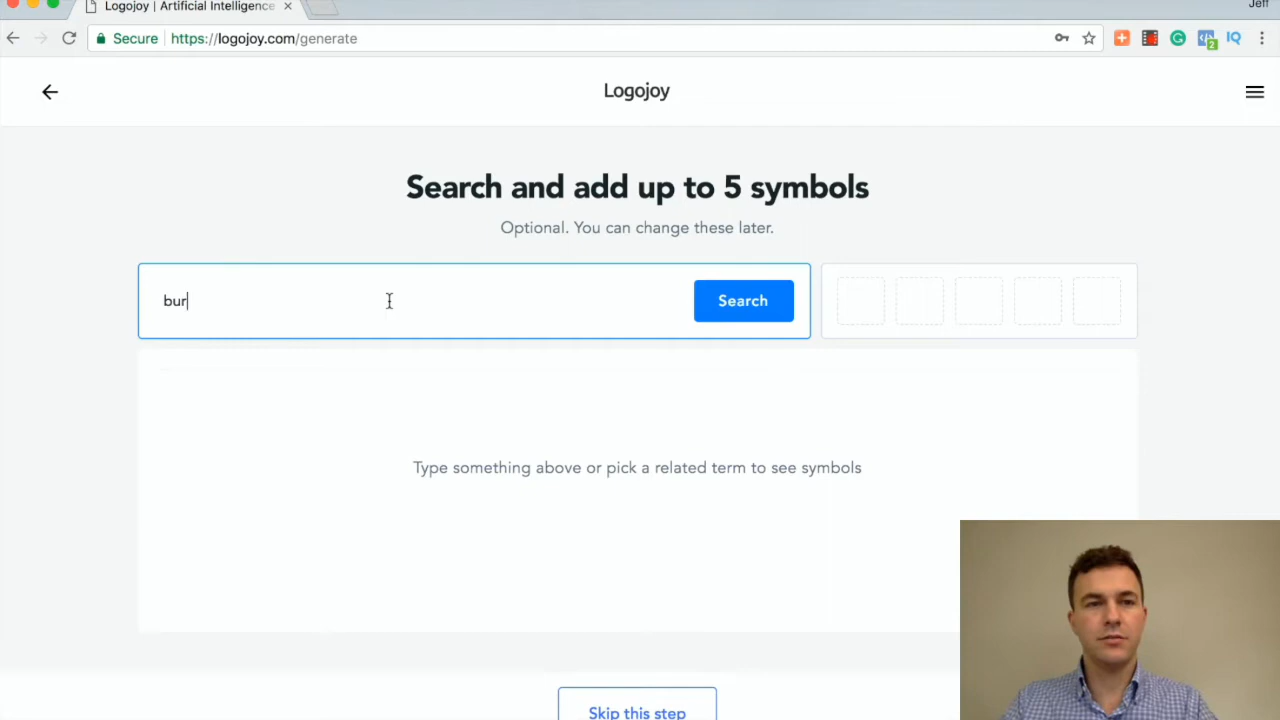 Jeff
Logojoy | Artificial Intelligence
Secure https://logojoy.com/generate
2
IQ
Logojoy
Search and add up to 5 symbols
Optional. You can change these later.
bur
Search
Type something above or pick a related term to see symbols
Skip this step